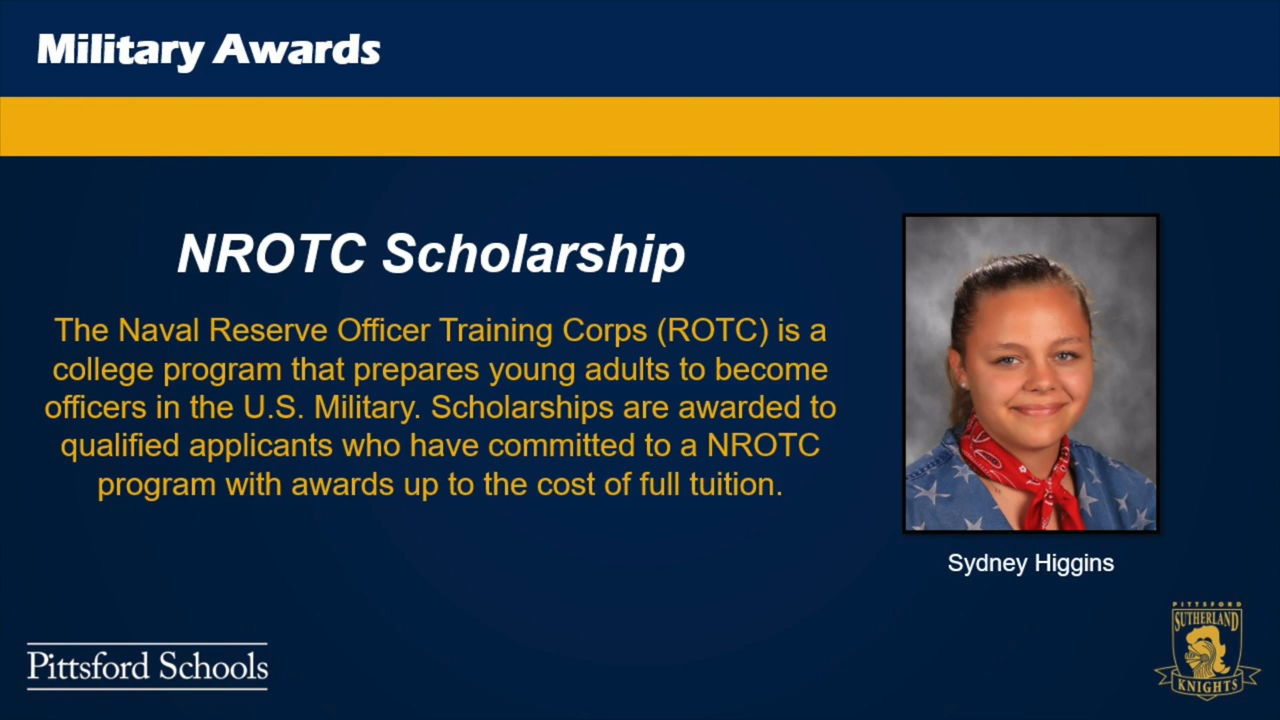 Military Awards
NROTC Scholarship
The Naval Reserve Officer Training Corps (ROTC) is a
college program that prepares young adults to become
officers in the U.S. Military. Scholarships are awarded to
qualified applicants who have committed to a NROTC
program with awards up to the cost of full tuition.
Sydney Higgins
Pittsford Schools
PITTSFORD
SUTHERLAND
KNIGHTS